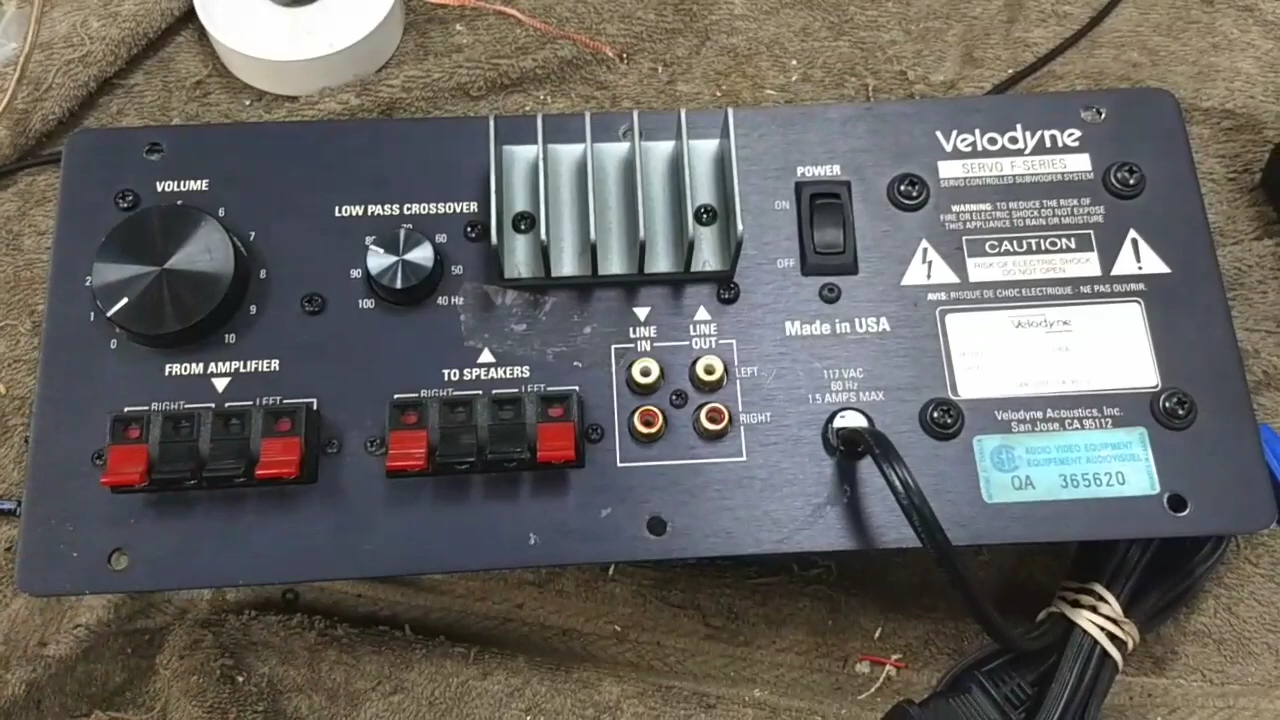 VOLUME
6
7
8
9
10
0
1
2
LOW PASS CROSSOVER
70
60
50
40 Hz
80
90
100
POWER
ON
OFF
Velodyne
SERVO F-SERIES
SERVO CONTROLLED SUBWOOFER SYSTEM
WARNING: TO REDUCE THE RISK OF
FIRE OR ELECTRIC SHOCK DO NOT EXPOSE
THIS APPLIANCE TO RAIN OR MOISTURE
CAUTION
RISK OF ELECTRIC SHOCK
DO NOT OPEN
AVIS: RISQUE DE CHOC ELECTRIQUE - NE PAS OUVRIR.
Velodyne
Velodyne Acoustics, Inc.
San Jose, CA 95112
AUDIO VIDEO EQUIPMENT
EQUIPEMENT AUDIOVISUEL
QA 365620
Made in USA
117 VAC
60 Hz
1.5 AMPS MAX
LINE
IN
LINE
OUT
LEFT
RIGHT
FROM AMPLIFIER
RIGHT LEFT
TO SPEAKERS
RIGHT LEFT